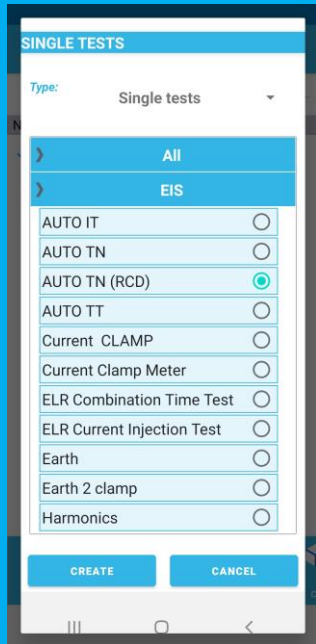 SINGLE TESTS
Type:
Single tests
All
EIS
AUTO IT
AUTO TN
AUTO TN (RCD)
AUTO TT
Current CLAMP
Current Clamp Meter
ELR Combination Time Test
ELR Current Injection Test
Earth
Earth 2 clamp
Harmonics
CREATE
CANCEL